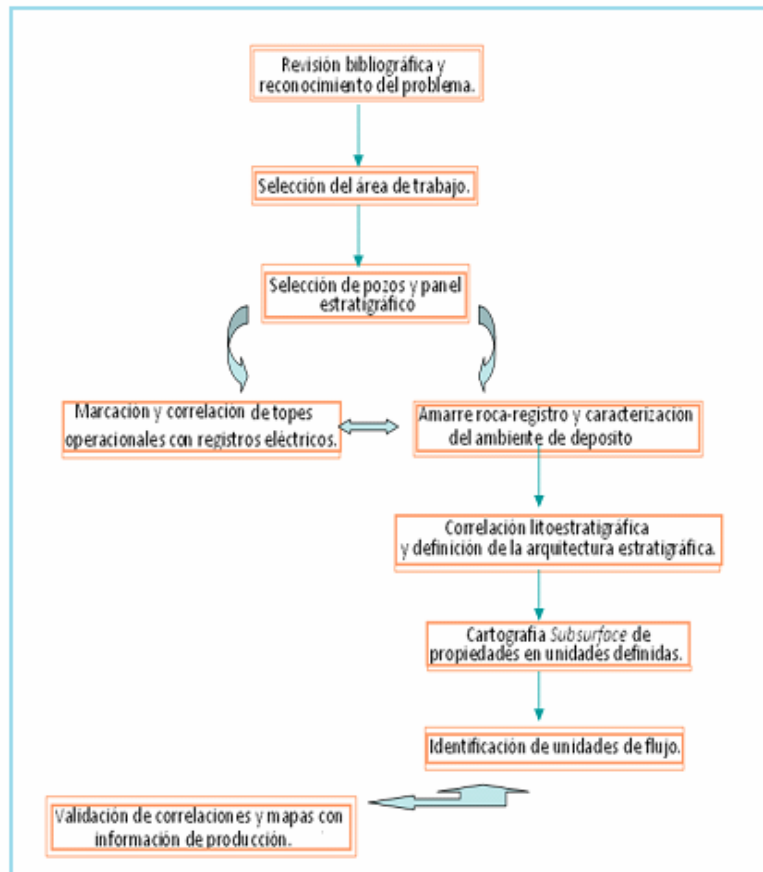 Revisión bibliográfica y
reconocimiento del problema.
Selección del área de trabajo.
Selección de pozos y panel
estratigráfico
Marcación y correlación de topes
operacionales con registros eléctricos.
Amarre roca-registro y caracterizacion
del ambiente de deposito
Correlación litoestratigráfica
y definición de la arquitectura estratigráfica.
Cartografia Subsurface de
propiedades en unidades definidas.
Identificación de unidades de flujo.
Validación de correlaciones y mapas con
información de producción.